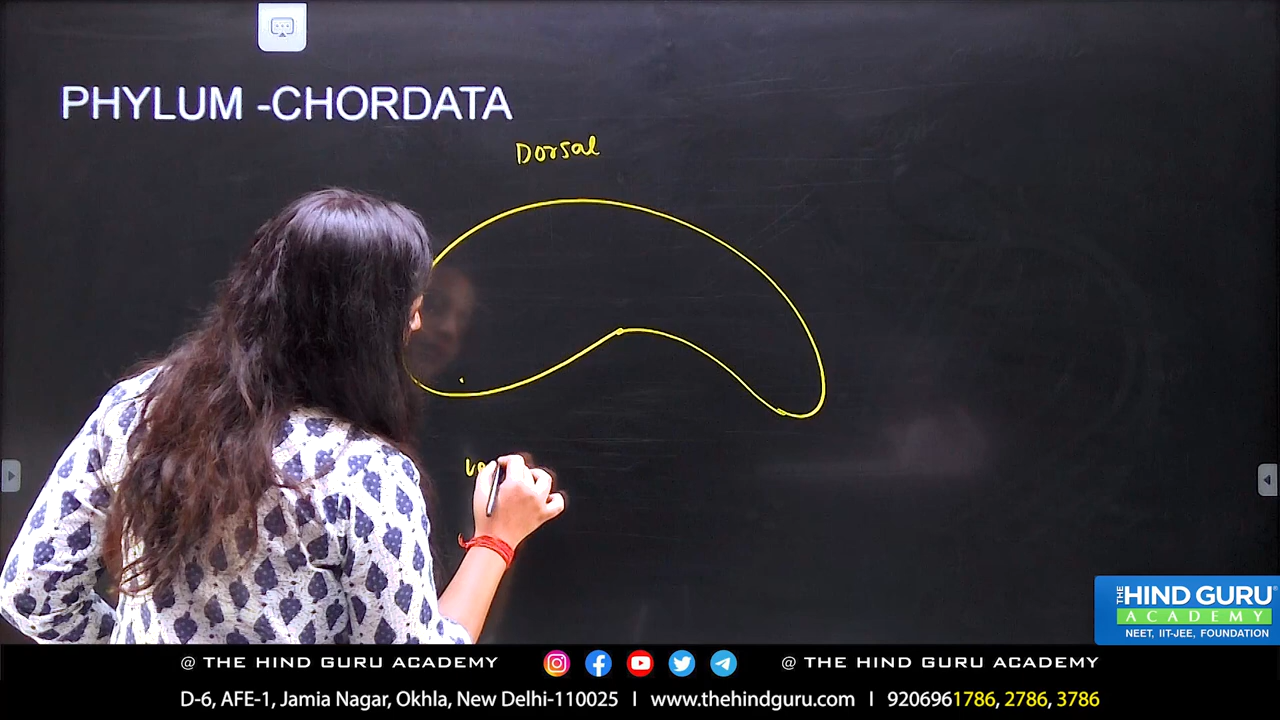 PHYLUM -CHORDATA
Dorsal
THE HIND GURU
ACADEMY
NEET, IIT-JEE, FOUNDATION
@ THE HIND GURU ACADEMY @ THE HIND GURU ACADEMY
D-6, AFE-1, Jamia Nagar, Okhla, New Delhi-110025 | www.thehindguru.com | 9206961786, 2786, 3786